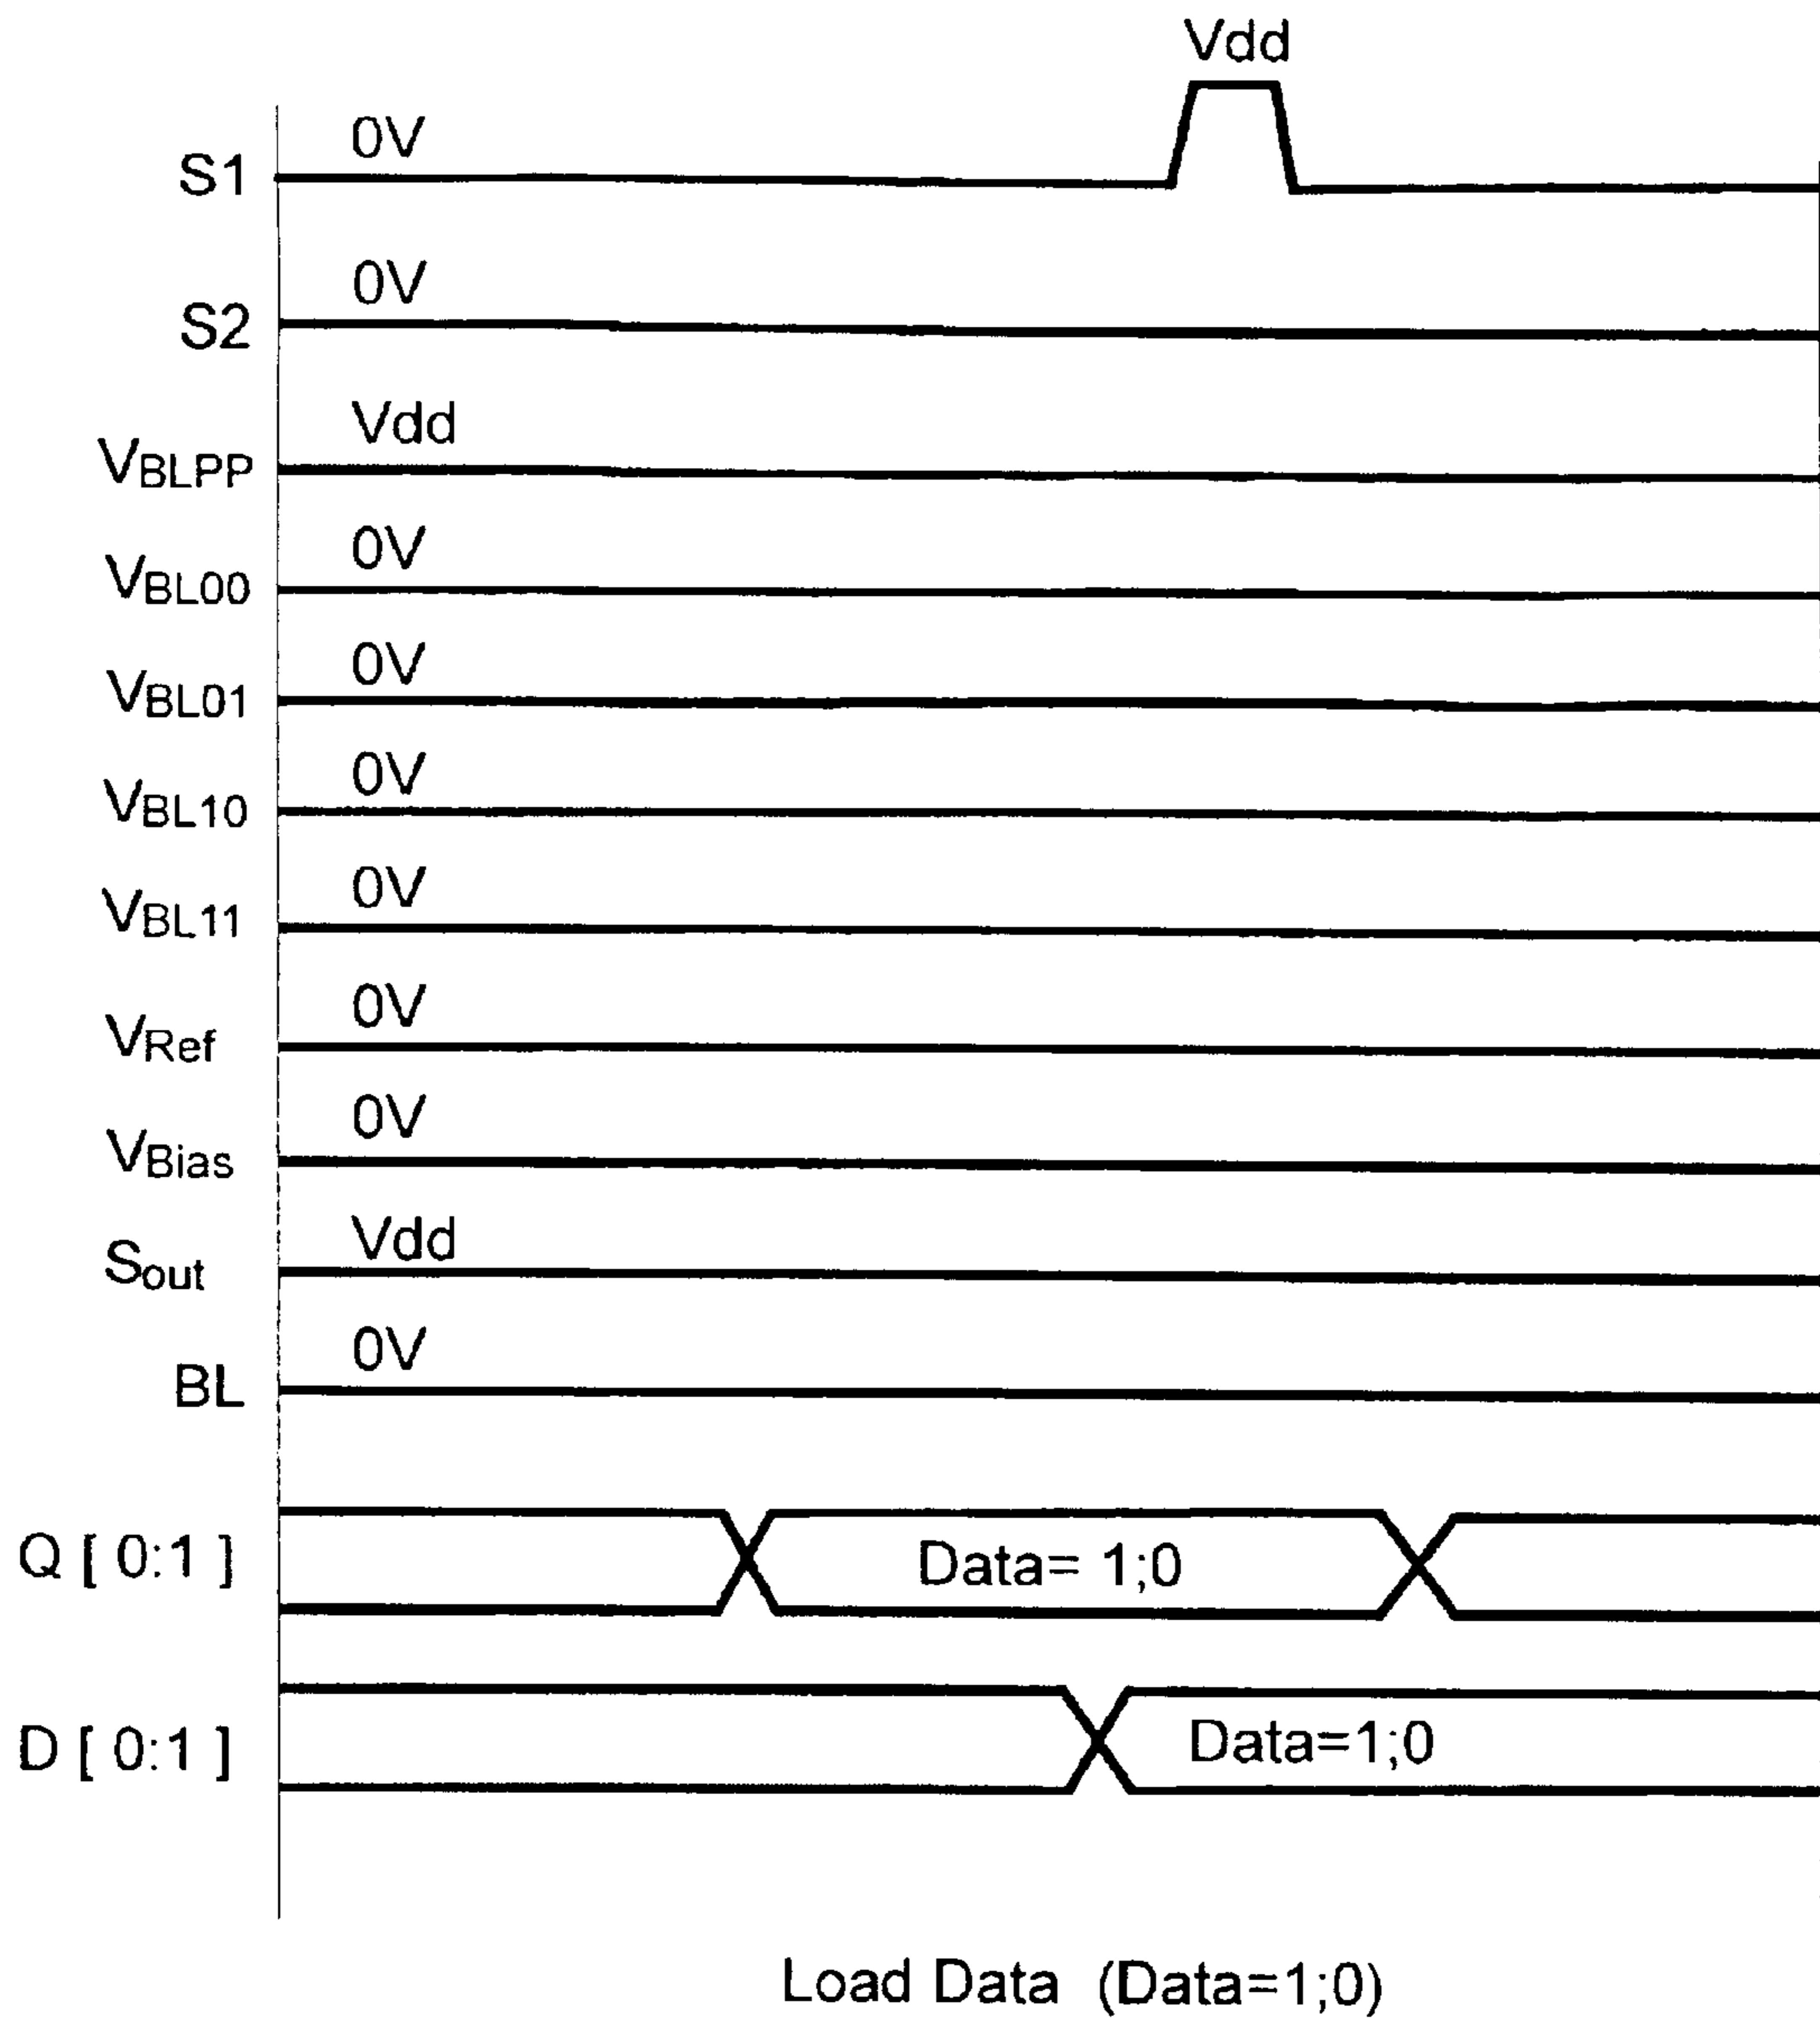 Vdd
S1 0V
S2 0V
VBLPP Vdd
VBL00 0V
VBL01 0V
VBL10 0V
VBL11 0V
VRef 0V
VBias 0V
Sout Vdd
BL 0V
Q [ 0:1 ] Data= 1;0
D [ 0:1 ] Data=1;0
Load Data (Data=1;0)